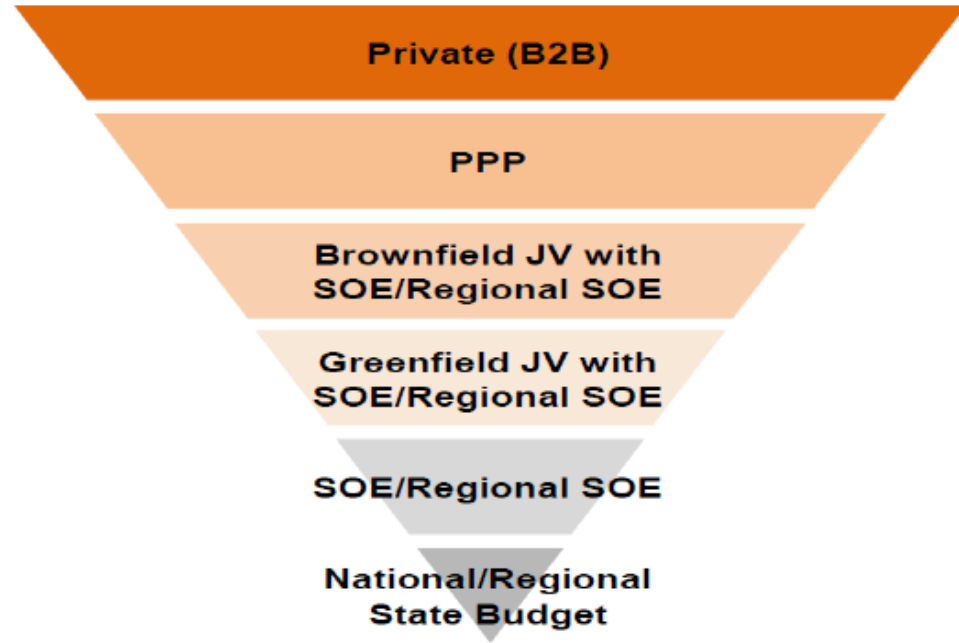 Private (B2B)
PPP
Brownfield JV with
SOE/Regional SOE
Greenfield JV with
SOE/Regional SOE
SOE/Regional SOE
National/Regional
State Budget